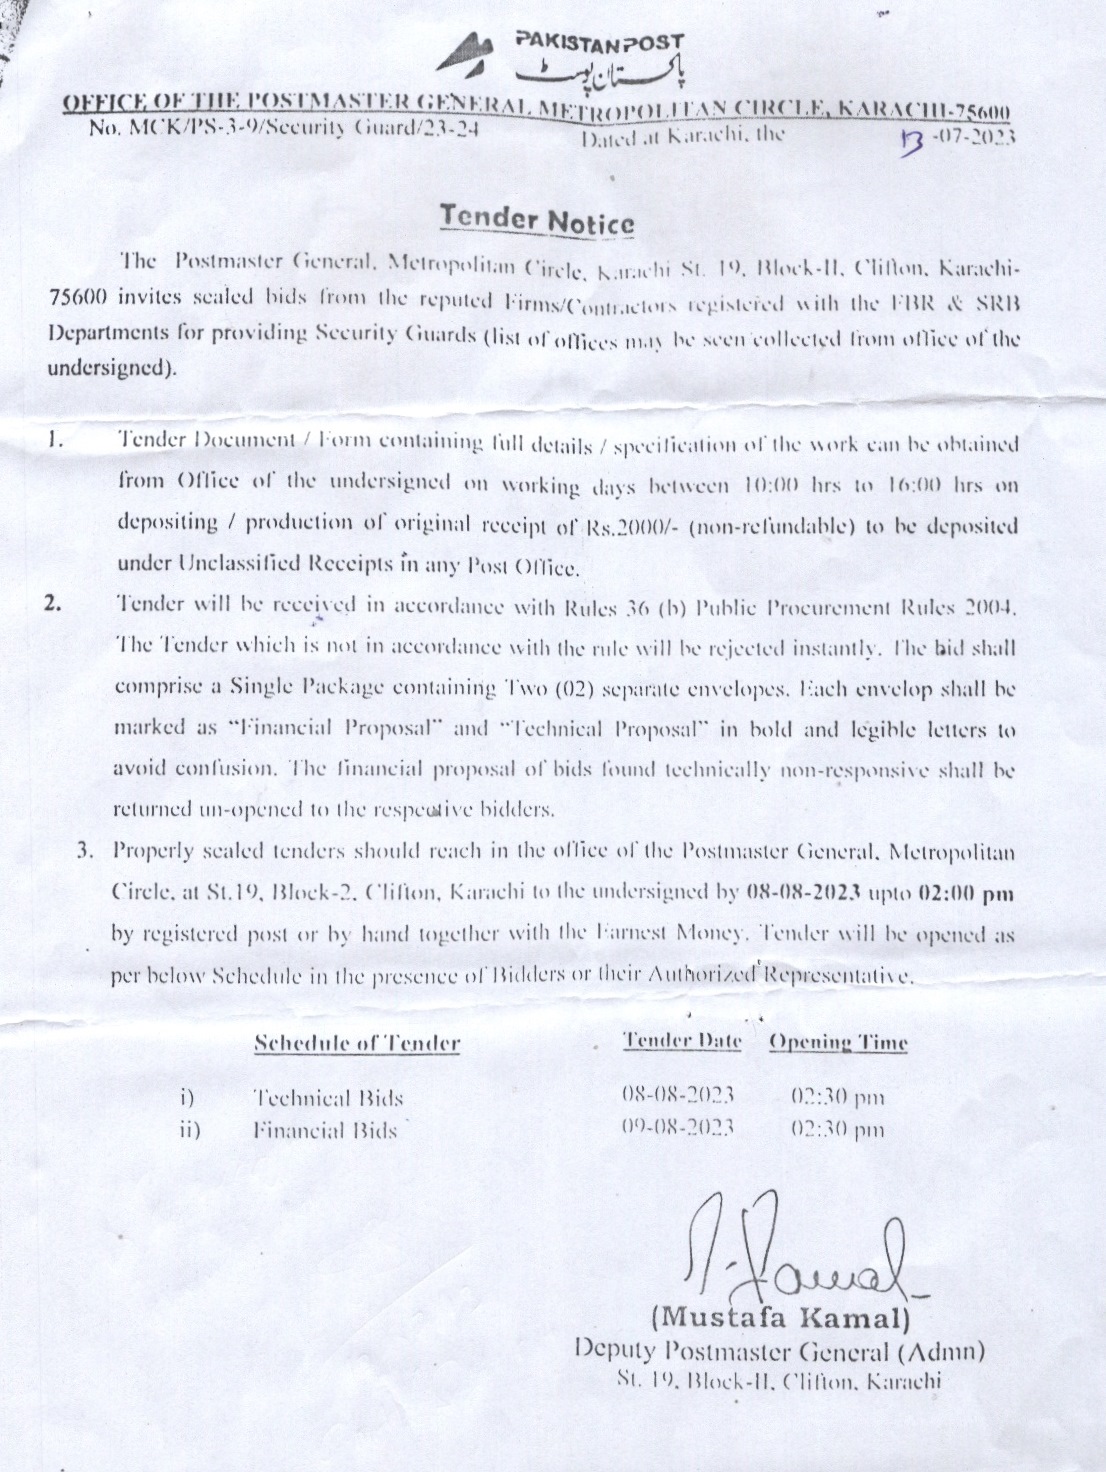 PAKISTAN POST
پاکستان پوسٹ
OFFICE OF THE POSTMASTER GENERAL METROPOLITAN CIRCLE, KARACHI-75600
No. MCK/PS-3-9/Security Guard/23-24 Dated at Karachi, the 13 -07-2023
Tender Notice
The Postmaster General, Metropolitan Circle, Karachi St. 19, Block-II, Clifton, Karachi-
75600 invites sealed bids from the reputed Firms/Contractors registered with the FBR & SRB
Departments for providing Security Guards (list of offices may be seen collected from office of the
undersigned).
1. Tender Document / Form containing full details / specification of the work can be obtained
from Office of the undersigned on working days between 10:00 hrs to 16:00 hrs on
depositing / production of original receipt of Rs.2000/- (non-refundable) to be deposited
under Unclassified Receipts in any Post Office.
2. Tender will be received in accordance with Rules 36 (b) Public Procurement Rules 2004.
The Tender which is not in accordance with the rule will be rejected instantly. The bid shall
comprise a Single Package containing Two (02) separate envelopes. Each envelop shall be
marked as “Financial Proposal” and “Technical Proposal” in bold and legible letters to
avoid confusion. The financial proposal of bids found technically non-responsive shall be
returned un-opened to the respective bidders.
3. Properly sealed tenders should reach in the office of the Postmaster General, Metropolitan
Circle, at St.19, Block-2, Clifton, Karachi to the undersigned by 08-08-2023 upto 02:00 pm
by registered post or by hand together with the Earnest Money. Tender will be opened as
per below Schedule in the presence of Bidders or their Authorized Representative.
Schedule of Tender Tender Date Opening Time
i) Technical Bids 08-08-2023 02:30 pm
ii) Financial Bids 09-08-2023 02:30 pm
M. Kamal
(Mustafa Kamal)
Deputy Postmaster General (Admn)
St. 19, Block-II, Clifton, Karachi